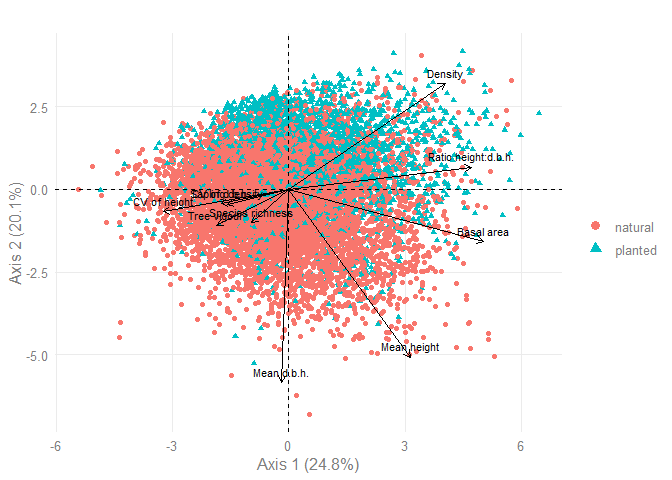 Density
2.5
Ratio height:d.b.h.
0.0
CV of height
Species richness
Tree vigour
Basal area
natural
planted
-2.5
Axis 2 (20.1%)
Mean height
-5.0
Mean d.b.h.
-6
-3
0
3
6
Axis 1 (24.8%)